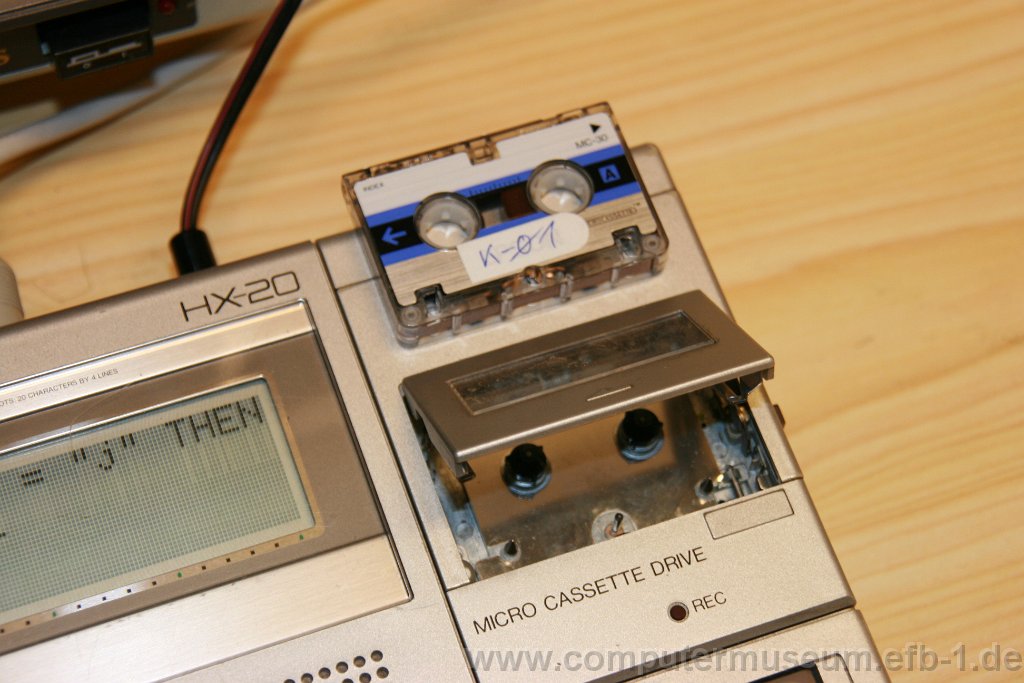 INDEX
MC-30
A
K-01
HX-20
DOTS, 20 CHARACTERS BY 4 LINES
= "j" THEN
MICRO CASSETTE DRIVE
REC
www.computermuseum.efb-1.de